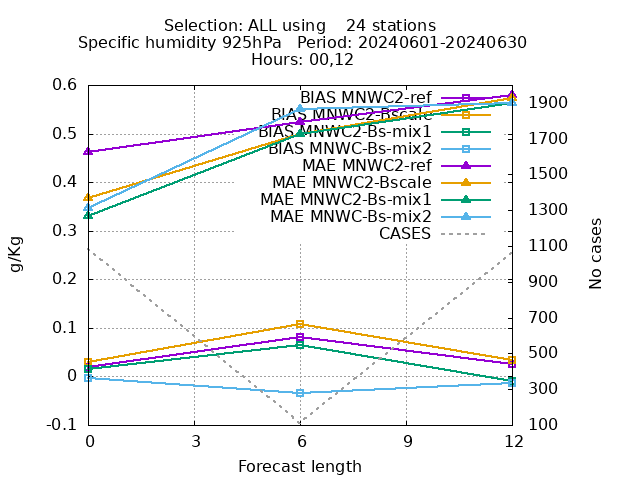 Selection: ALL using    24 stations
Specific humidity 925hPa   Period: 20240601-20240630
Hours: 00,12
0.6
0.5
0.4
0.3
0.2
0.1
0
-0.1
g/Kg
BIAS MNWC2-ref
BIAS MNWC2-Bscale
BIAS MNWC2-Bs-mix1
BIAS MNWC-Bs-mix2
MAE MNWC2-ref
MAE MNWC2-Bscale
MAE MNWC2-Bs-mix1
MAE MNWC-Bs-mix2
CASES
1900
1700
1500
1300
1100
900
700
500
300
100
No cases
0 3 6 9 12
Forecast length